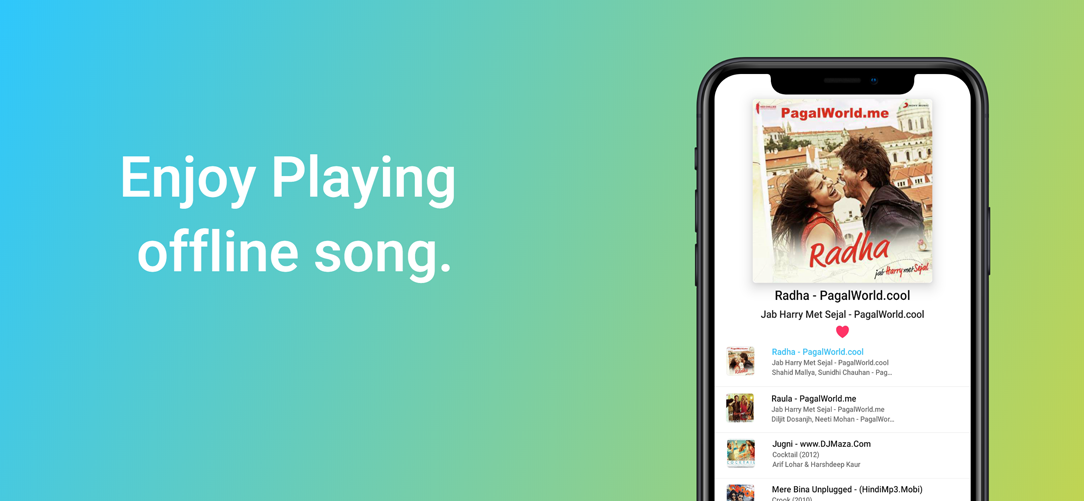 Enjoy Playing
offline song.
PagalWorld.me
Radha
jab Harry met Sejal
Radha - PagalWorld.cool
Jab Harry Met Sejal - PagalWorld.cool
Radha - PagalWorld.cool
Jab Harry Met Sejal - PagalWorld.cool
Shahid Mallya, Sunidhi Chauhan - Pag...
Raula - PagalWorld.me
Jab Harry Met Sejal - PagalWorld.me
Diljit Dosanjh, Neeti Mohan - PagalWor...
Jugni - www.DJMaza.Com
Cocktail (2012)
Arif Lohar & Harshdeep Kaur
Mere Bina Unplugged - (HindiMp3.Mobi)
Crook (2010)